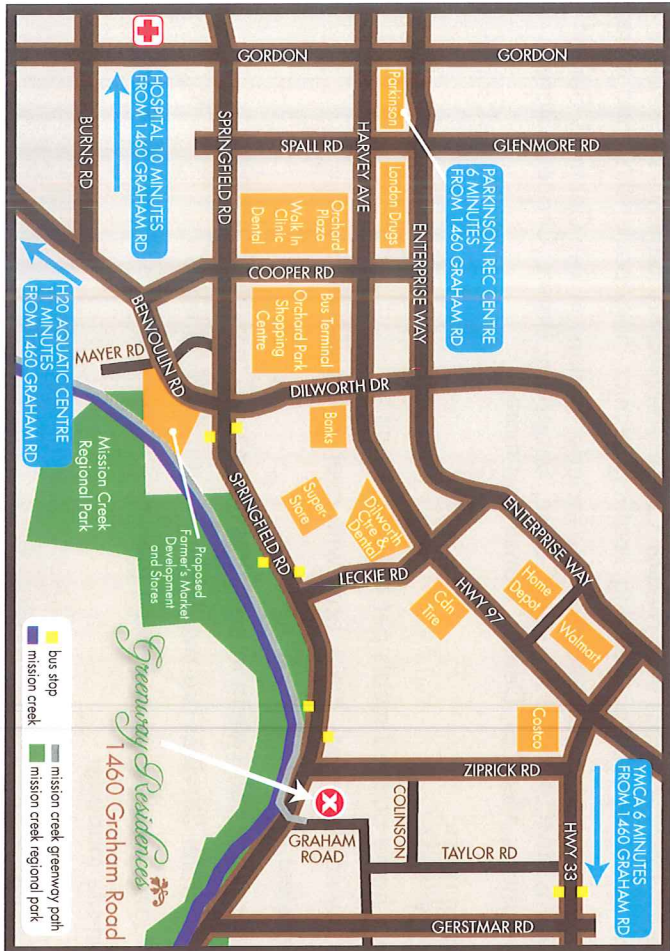 GORDON
GORDON
HOSPITAL 10 MINUTES
FROM 1460 GRAHAM RD
BURNS RD
SPRINGFIELD RD
SPALL RD
HARVEY AVE
GLENMORE RD
Parkinson
PARKINSON REC CENTRE
6 MINUTES
FROM 1460 GRAHAM RD
London Drugs
ENTERPRISE WAY
Orchard
Plaza
Walk In
Clinic
Dental
COOPER RD
Bus Terminal
Orchard Park
Shopping
Centre
H20 AQUATIC CENTRE
11 MINUTES
FROM 1460 GRAHAM RD
BENVOULIN RD
MAYER RD
DILWORTH DR
Banks
Super-
Store
Dilworth
Ctre &
Dental
SPRINGFIELD RD
LECKIE RD
ENTERPRISE WAY
HWY 97
Home
Depot
Walmart
Cdn
Tire
Costco
Mission Creek
Regional Park
Proposed
Farmer's Market
Development
and Stores
ZIPRICK RD
YMCA 6 MINUTES
FROM 1460 GRAHAM RD
HWY 33
COLINSON
GRAHAM
ROAD
TAYLOR RD
GERSTMAR RD
X
Greenway Residences
1460 Graham Road
bus stop
mission creek
mission creek greenway path
mission creek regional park